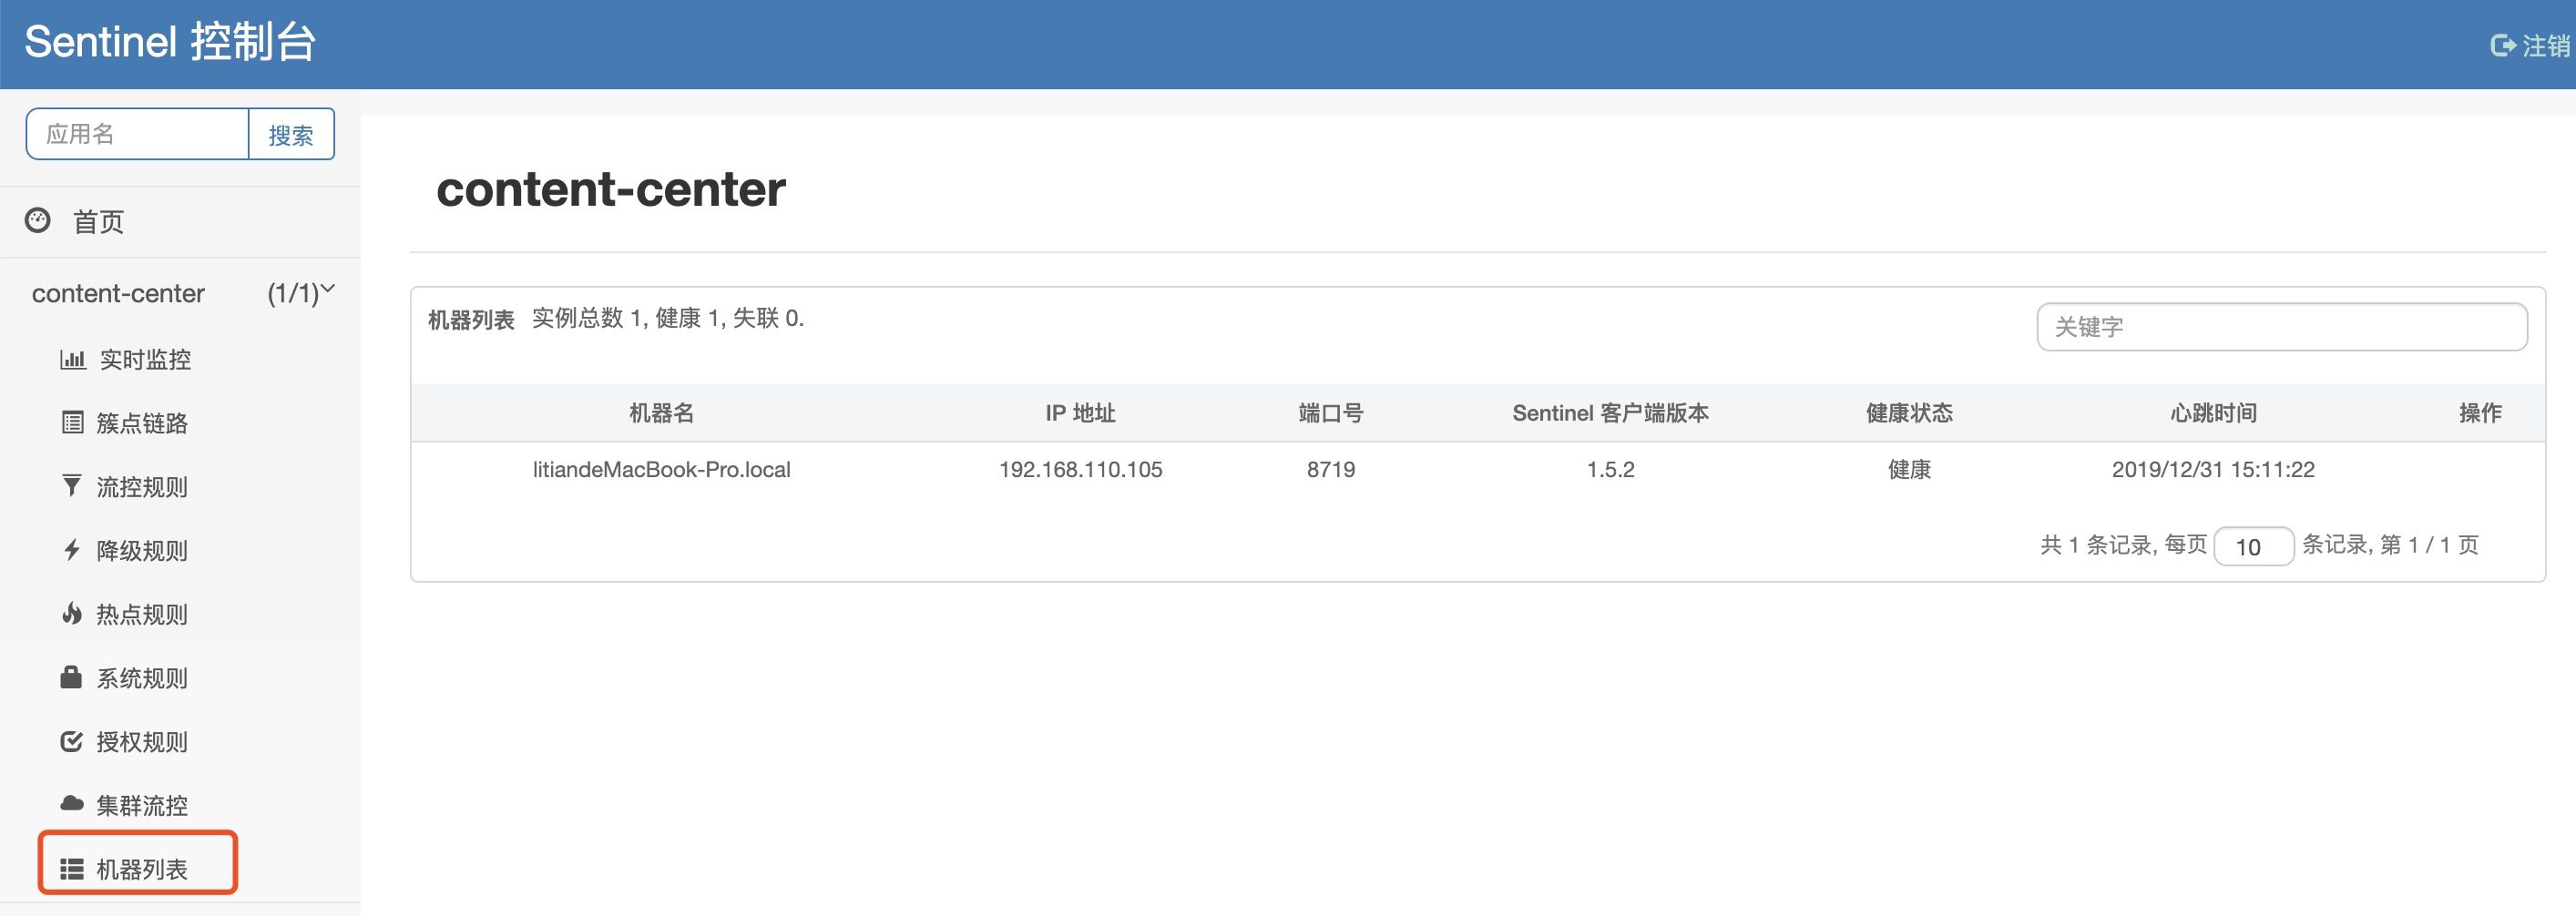 Sentinel 控制台
注销
应用名 搜索
首页
content-center (1/1)
实时监控
簇点链路
流控规则
降级规则
热点规则
系统规则
授权规则
集群流控
机器列表
content-center
机器列表 实例总数 1, 健康 1, 失联 0.
关键字
机器名 IP 地址 端口号 Sentinel 客户端版本 健康状态 心跳时间 操作
litiandeMacBook-Pro.local 192.168.110.105 8719 1.5.2 健康 2019/12/31 15:11:22
共 1 条记录, 每页 10 条记录, 第 1 / 1 页